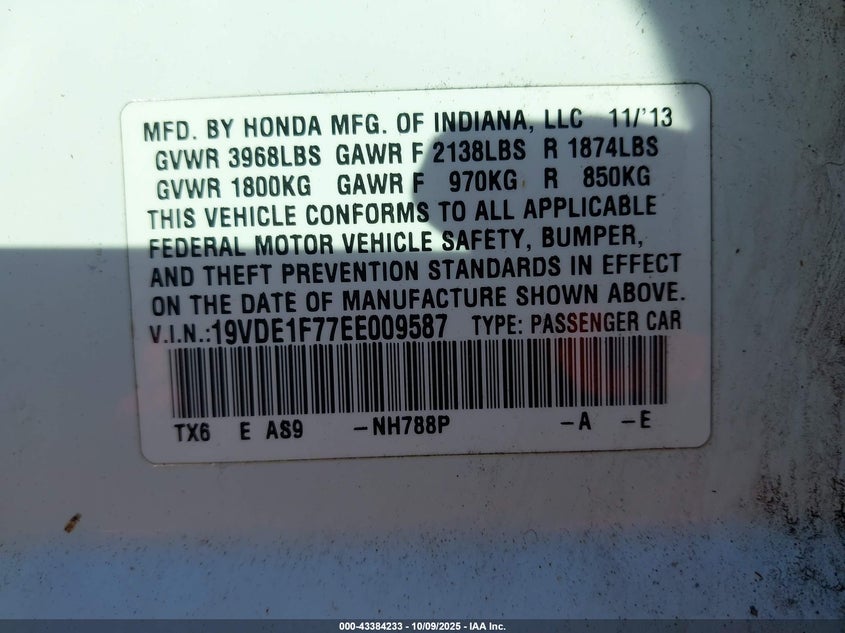 MFD. BY HONDA MFG. OF INDIANA, LLC 11/'13
GVWR 3968LBS GAWR F 2138LBS R 1874LBS
GVWR 1800KG GAWR F 970KG R 850KG
THIS VEHICLE CONFORMS TO ALL APPLICABLE
FEDERAL MOTOR VEHICLE SAFETY, BUMPER,
AND THEFT PREVENTION STANDARDS IN EFFECT
ON THE DATE OF MANUFACTURE SHOWN ABOVE.
V.I.N.:19VDE1F77EE009587 TYPE: PASSENGER CAR
TX6 E AS9 -NH788P -A -E
000-43384233 - 10/09/2025 - IAA Inc.